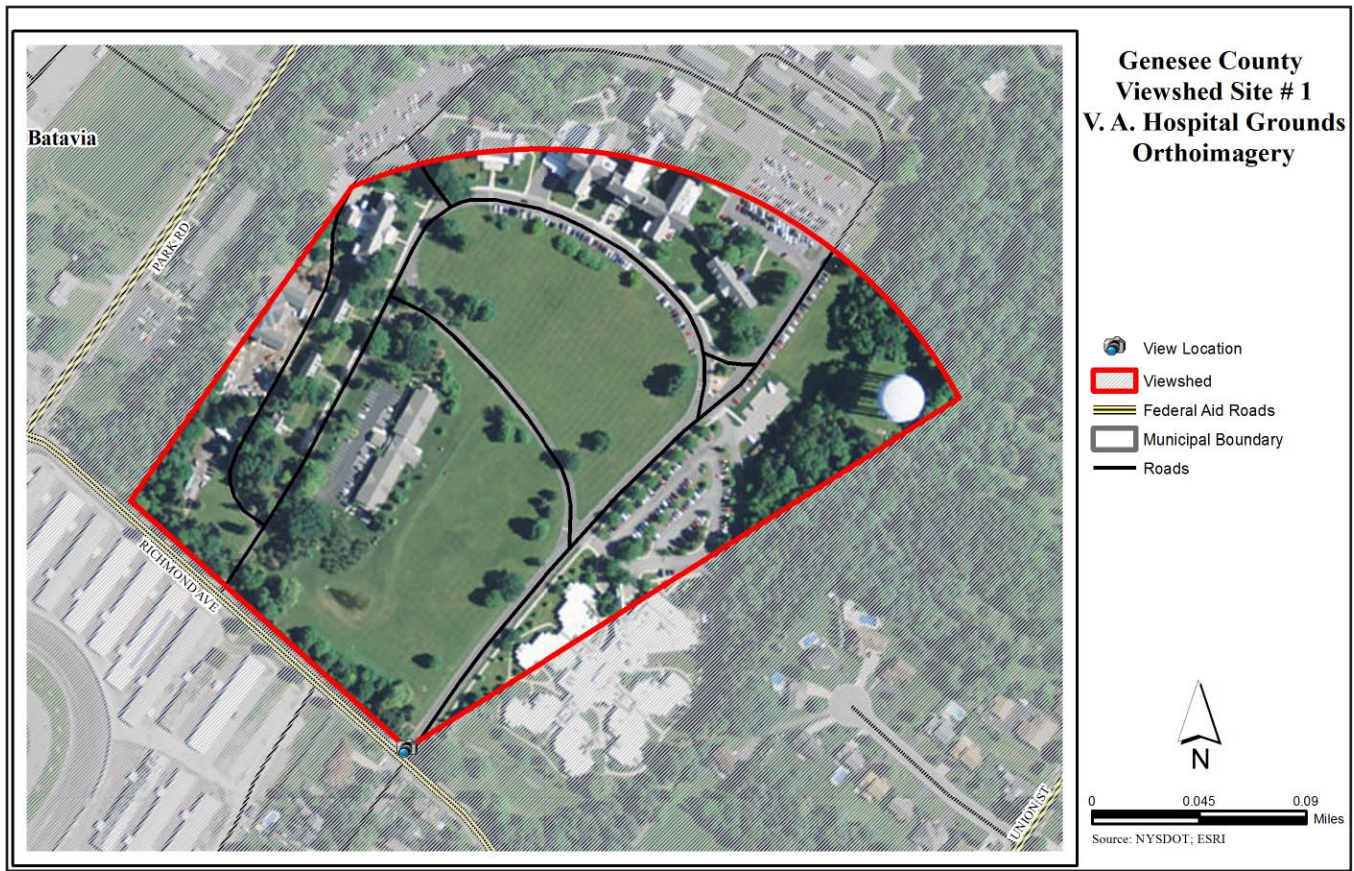 Genesee County
Viewshed Site # 1
V. A. Hospital Grounds
Orthoimagery
Batavia
PARK RD
RICHMOND AVE
UNION ST
View Location
Viewshed
Federal Aid Roads
Municipal Boundary
Roads
N
0 0.045 0.09
Miles
Source: NYSDOT; ESRI